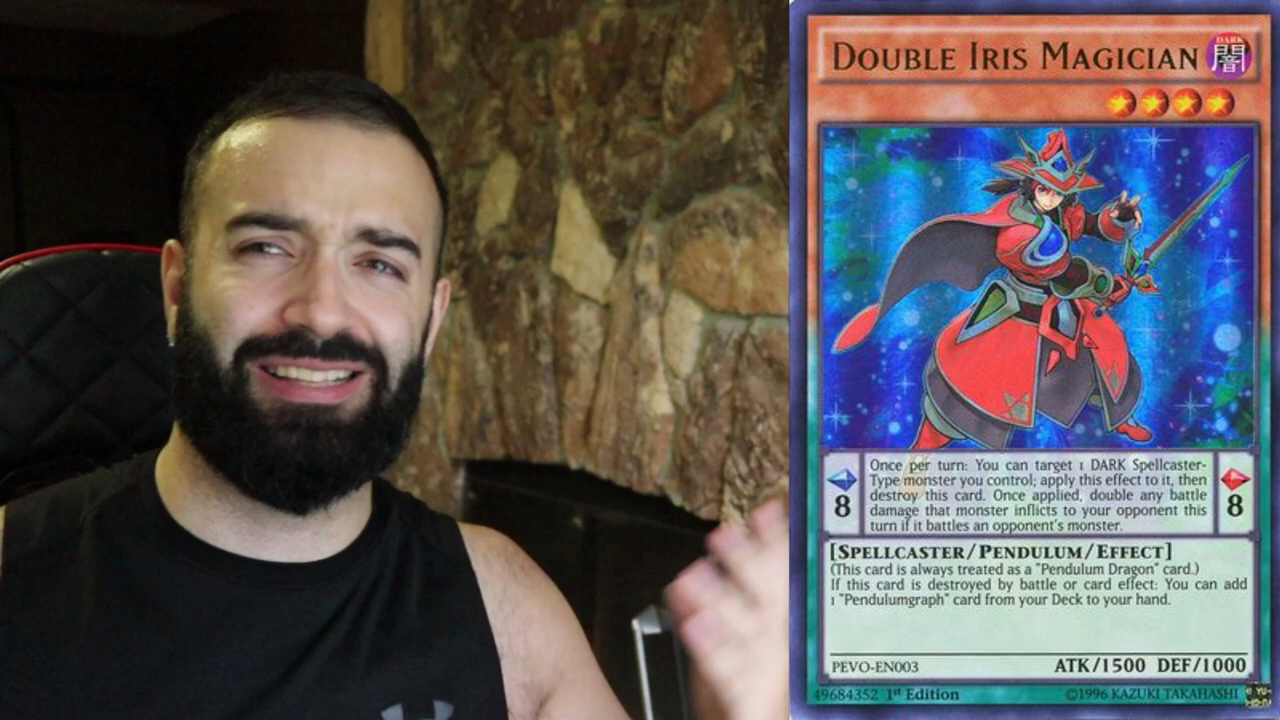 DOUBLE IRIS MAGICIAN
DARK
闇
8
Once per turn: You can target 1 DARK Spellcaster-
Type monster you control; apply this effect to it, then
destroy this card. Once applied, double any battle
damage that monster inflicts to your opponent this
turn if it battles an opponent's monster.
8
[SPELLCASTER/PENDULUM/EFFECT]
(This card is always treated as a "Pendulum Dragon" card.)
If this card is destroyed by battle or card effect: You can add
1 "Pendulumgraph" card from your Deck to your hand.
PEVO-EN003
ATK/1500 DEF/1000
49684352 1st Edition
©1996 KAZUKI TAKAHASHI